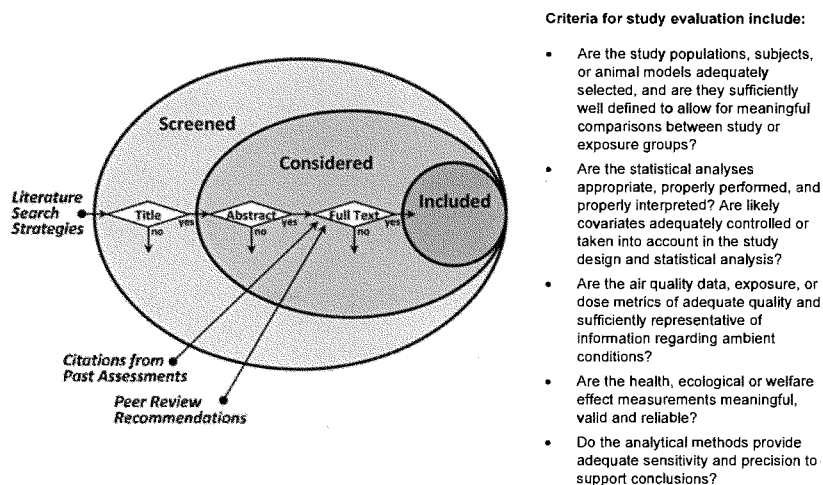 Screened
Considered
Included
Literature
Search
Strategies
Title
yes
no
Abstract
yes
no
Full Text
yes
no
Citations from
Past Assessments
Peer Review
Recommendations
Criteria for study evaluation include:
• Are the study populations, subjects,
or animal models adequately
selected, and are they sufficiently
well defined to allow for meaningful
comparisons between study or
exposure groups?
• Are the statistical analyses
appropriate, properly performed, and
properly interpreted? Are likely
covariates adequately controlled or
taken into account in the study
design and statistical analysis?
• Are the air quality data, exposure, or
dose metrics of adequate quality and
sufficiently representative of
information regarding ambient
conditions?
• Are the health, ecological or welfare
effect measurements meaningful,
valid and reliable?
• Do the analytical methods provide
adequate sensitivity and precision to
support conclusions?